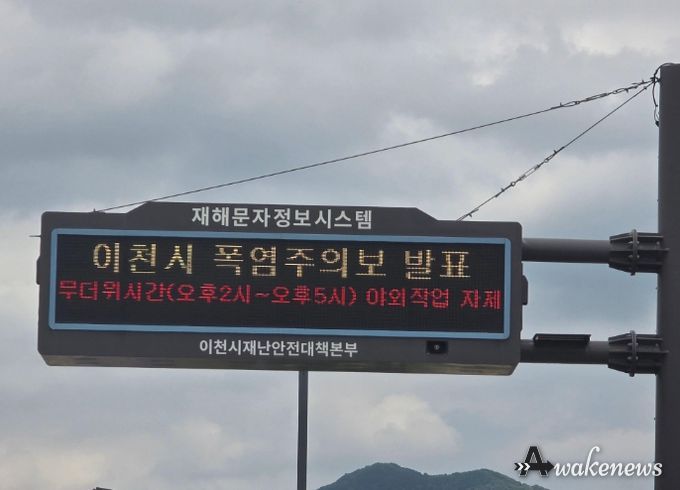 재해문자정보시스템
이천시 폭염주의보 발표
무더위시간(오후2시~오후5시) 야외작업 자제
이천시재난안전대책본부
Awakenews